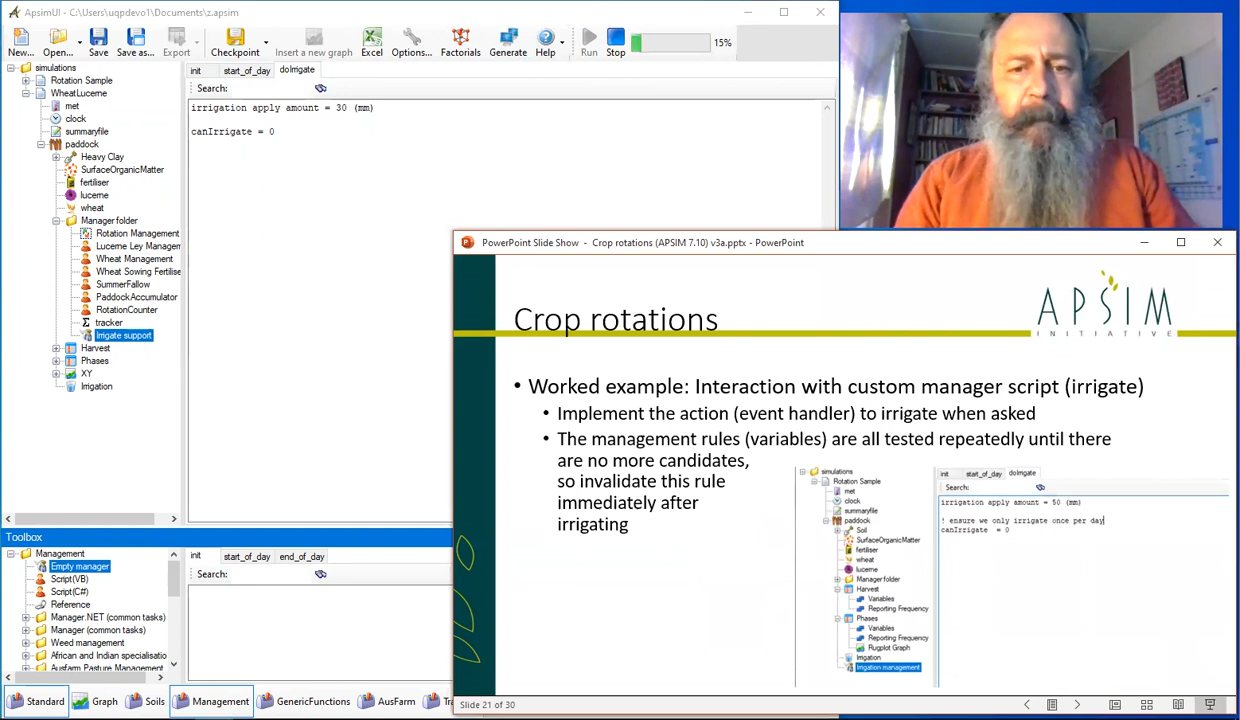 ApsimUI - C:\Users\uqpdevo1\Documents\z.apsim
New... Open... Save Save as... Export Checkpoint Insert a new graph Excel Options... Factorials Generate Help Run Stop 15%
simulations
Rotation Sample
WheatLucerne
met
clock
summaryfile
paddock
Heavy Clay
SurfaceOrganicMatter
fertiliser
lucerne
wheat
Manager folder
Rotation Management
Lucerne Ley Managem
Wheat Management
Wheat Sowing Fertilise
SummerFallow
PaddockAccumulator
RotationCounter
tracker
Irrigate support
Harvest
Phases
XY
Irrigation
init start_of_day doIrrigate
Search:
irrigation apply amount = 30 (mm)
canIrrigate = 0
Toolbox
Management
Empty manager
Script(VB)
Script(C#)
Reference
Manager.NET (common tasks)
Manager (common tasks)
Weed management
African and Indian specialisatio
Ausfarm Pasture Management
init start_of_day end_of_day
Search:
Standard Graph Soils Management GenericFunctions AusFarm Tra
PowerPoint Slide Show - Crop rotations (APSIM 7.10) v3a.pptx - PowerPoint
Crop rotations
APSIM
INITIATIVE
• Worked example: Interaction with custom manager script (irrigate)
• Implement the action (event handler) to irrigate when asked
• The management rules (variables) are all tested repeatedly until there
are no more candidates,
so invalidate this rule
immediately after
irrigating
simulations
Rotation Sample
met
clock
summaryfile
paddock
Soil
SurfaceOrganicMatter
fertiliser
wheat
lucerne
Manager folder
Harvest
Variables
Reporting Frequency
Phases
Variables
Reporting Frequency
Rugplot Graph
Irrigation
Irrigation management
init start_of_day doIrrigate
Search:
irrigation apply amount = 50 (mm)
! ensure we only irrigate once per day
canIrrigate = 0
Slide 21 of 30